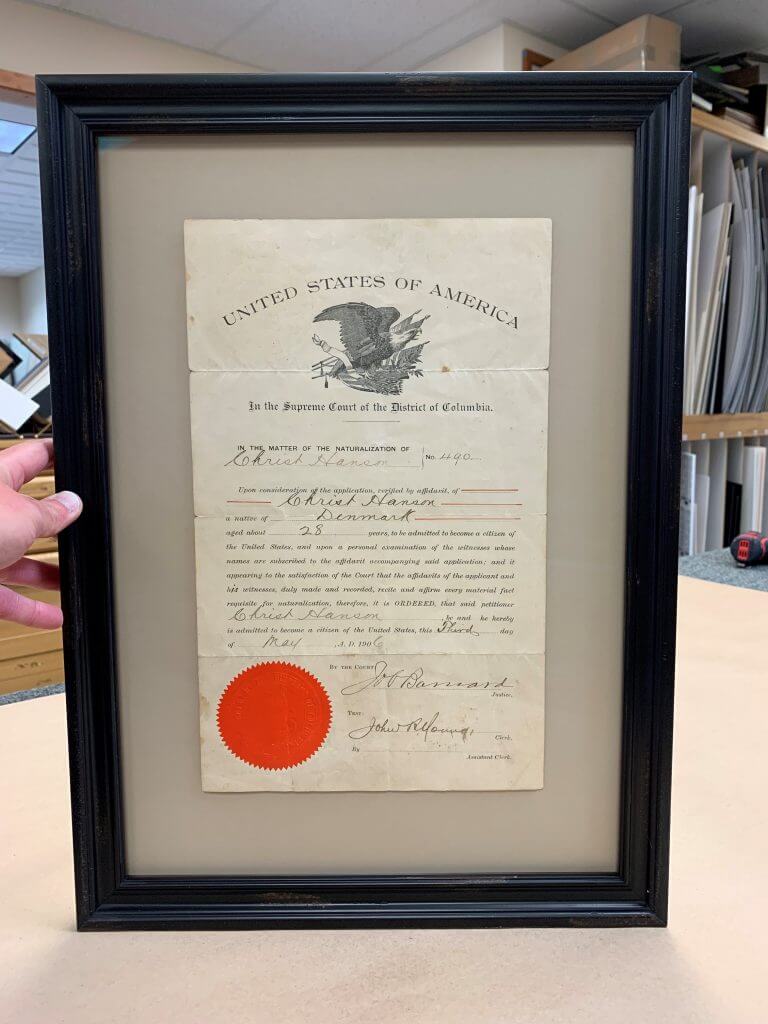 UNITED STATES OF AMERICA
In the Supreme Court of the District of Columbia.
IN THE MATTER OF THE NATURALIZATION OF
Christ Hanson No. 490
Upon consideration of the application, verified by affidavit, of
Christ Hanson
a native of Denmark
aged about 28 years, to be admitted to become a citizen of
the United States, and upon a personal examination of the witnesses whose
names are subscribed to the affidavit accompanying said application; and it
appearing to the satisfaction of the Court that the affidavits of the applicant and
his witnesses, duly made and recorded, recite and affirm every material fact
requisite for naturalization, therefore, it is ORDERED, that said petitioner
Christ Hanson, be and he hereby
is admitted to become a citizen of the United States, this Third day
of May, A. D. 1906
BY THE COURT Job Barnard
Justice.
TEST:
John R Young,
Clerk.
By
Assistant Clerk.